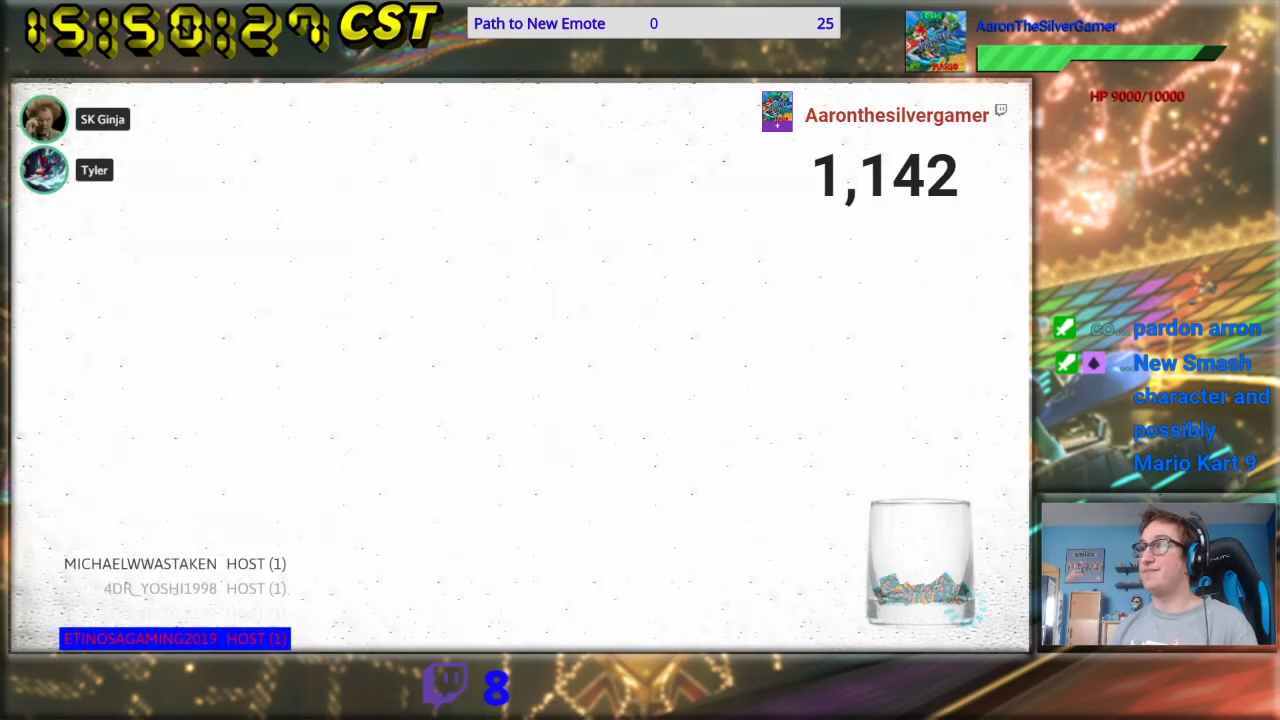 15:50:27 CST
Path to New Emote 0 25
AaronTheSilverGamer
HP 9000/10000
SK Ginja
Tyler
Aaronthesilvergamer
1,142
co... pardon arron
...New Smash
character and
possibly
Mario Kart 9
MICHAELWWASTAKEN HOST (1)
4DR_YOSHI1998 HOST (1)
ETINOSAGAMING2019 HOST (1)
8